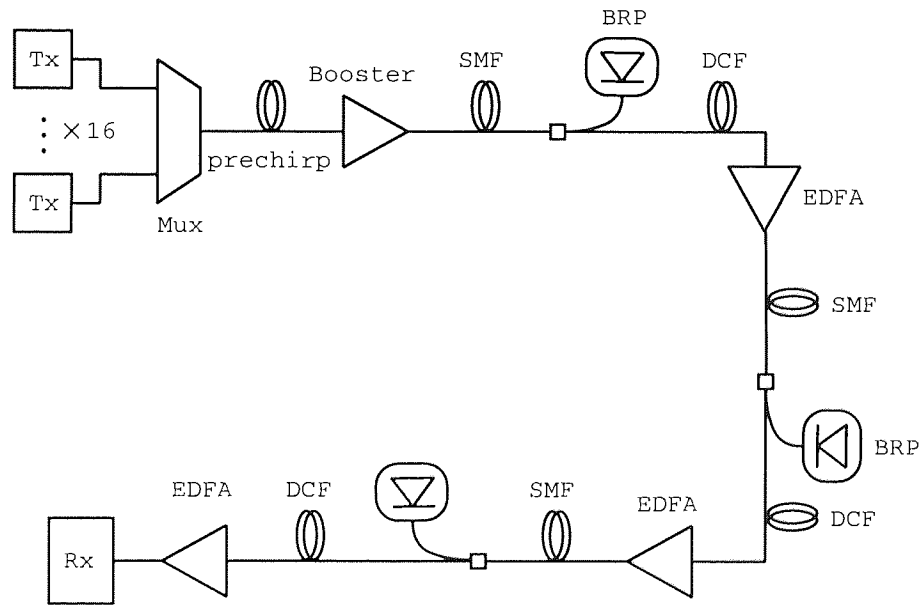 Tx
× 16
Tx
Mux
prechirp
Booster
SMF
BRP
DCF
EDFA
SMF
BRP
DCF
EDFA
SMF
DCF
EDFA
Rx